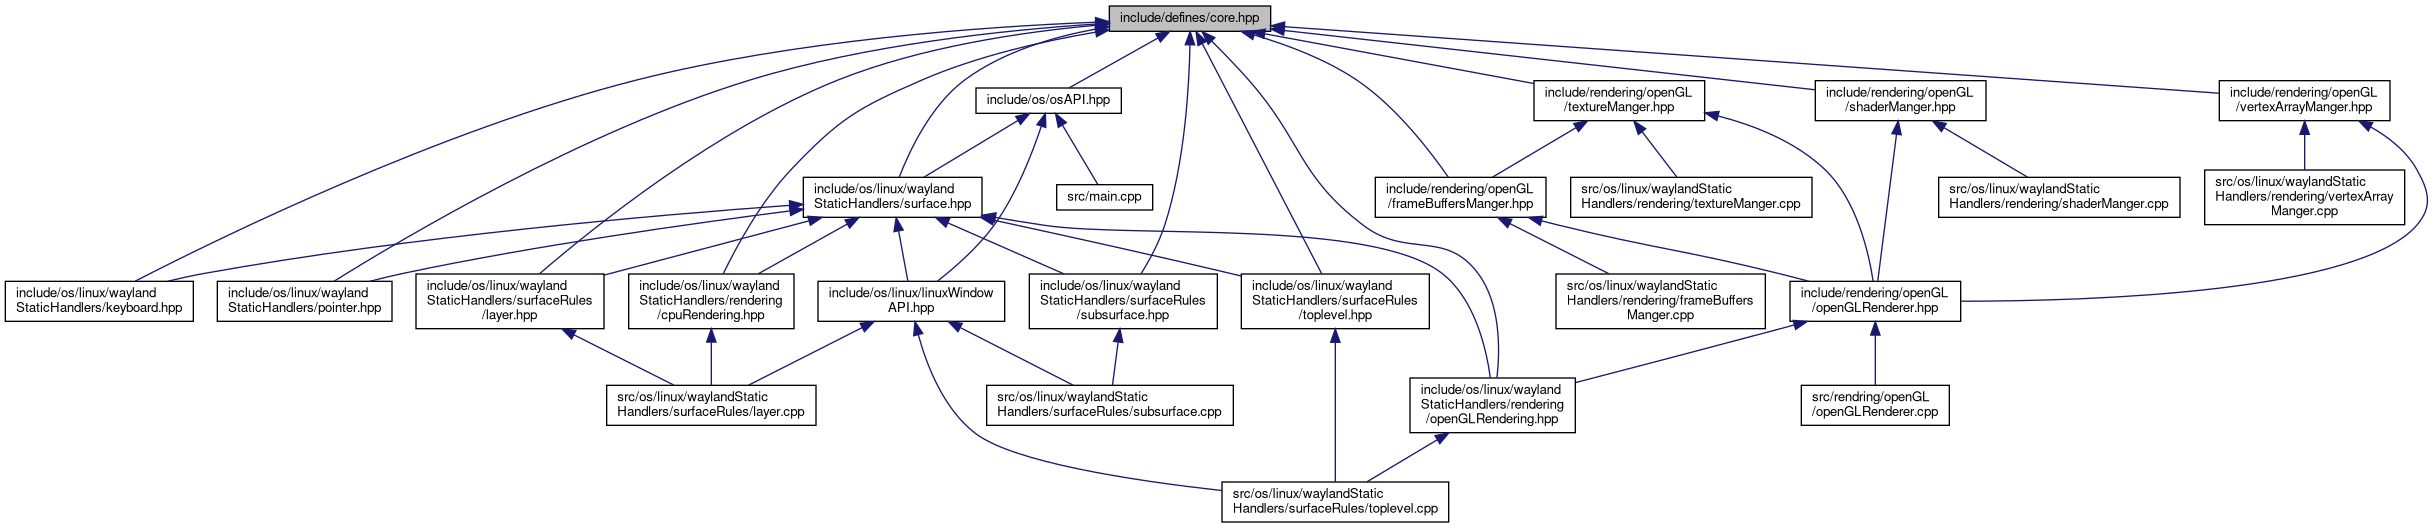 include/defines/core.hpp
include/os/osAPI.hpp
include/rendering/openGL
/textureManger.hpp
include/rendering/openGL
/shaderManger.hpp
include/rendering/openGL
/vertexArrayManger.hpp
include/os/linux/wayland
StaticHandlers/surface.hpp
src/main.cpp
include/rendering/openGL
/frameBuffersManger.hpp
src/os/linux/waylandStatic
Handlers/rendering/textureManger.cpp
src/os/linux/waylandStatic
Handlers/rendering/shaderManger.cpp
src/os/linux/waylandStatic
Handlers/rendering/vertexArray
Manger.cpp
include/os/linux/wayland
StaticHandlers/keyboard.hpp
include/os/linux/wayland
StaticHandlers/pointer.hpp
include/os/linux/wayland
StaticHandlers/surfaceRules
/layer.hpp
include/os/linux/wayland
StaticHandlers/rendering
/cpuRendering.hpp
include/os/linux/linuxWindow
API.hpp
include/os/linux/wayland
StaticHandlers/surfaceRules
/subsurface.hpp
include/os/linux/wayland
StaticHandlers/surfaceRules
/toplevel.hpp
src/os/linux/waylandStatic
Handlers/rendering/frameBuffers
Manger.cpp
include/rendering/openGL
/openGLRenderer.hpp
src/os/linux/waylandStatic
Handlers/surfaceRules/layer.cpp
src/os/linux/waylandStatic
Handlers/surfaceRules/subsurface.cpp
include/os/linux/wayland
StaticHandlers/rendering
/openGLRendering.hpp
src/rendring/openGL
/openGLRenderer.cpp
src/os/linux/waylandStatic
Handlers/surfaceRules/toplevel.cpp